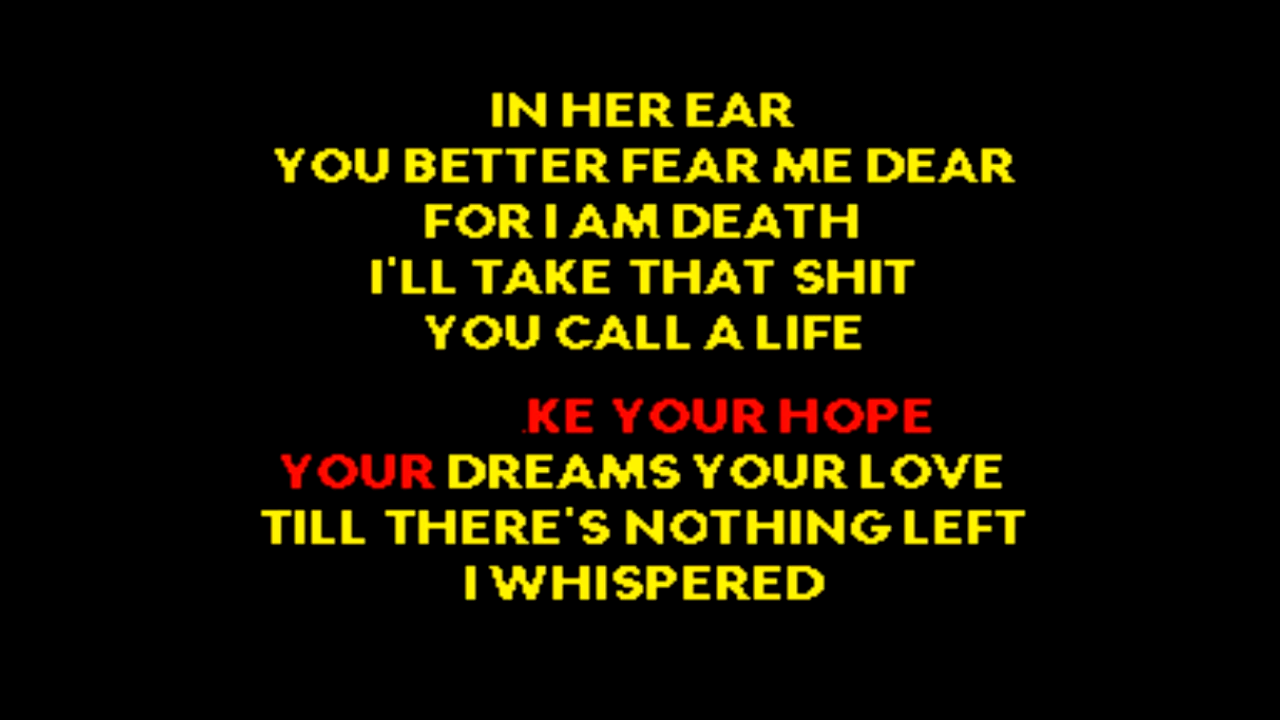 IN HER EAR
YOU BETTER FEAR ME DEAR
FOR I AM DEATH
I'LL TAKE THAT SHIT
YOU CALL A LIFE
KE YOUR HOPE
YOUR DREAMS YOUR LOVE
TILL THERE'S NOTHING LEFT
I WHISPERED